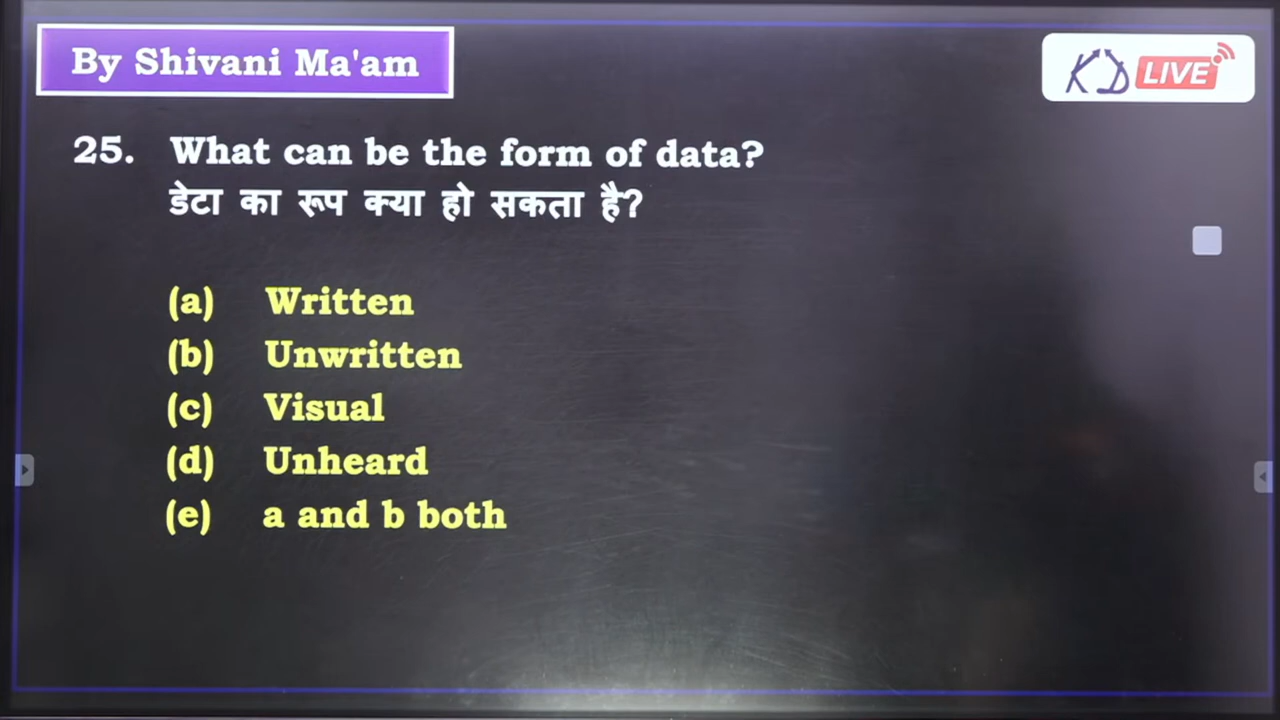 By Shivani Ma'am
KD LIVE
25. What can be the form of data?
डेटा का रूप क्या हो सकता है?
(a) Written
(b) Unwritten
(c) Visual
(d) Unheard
(e) a and b both